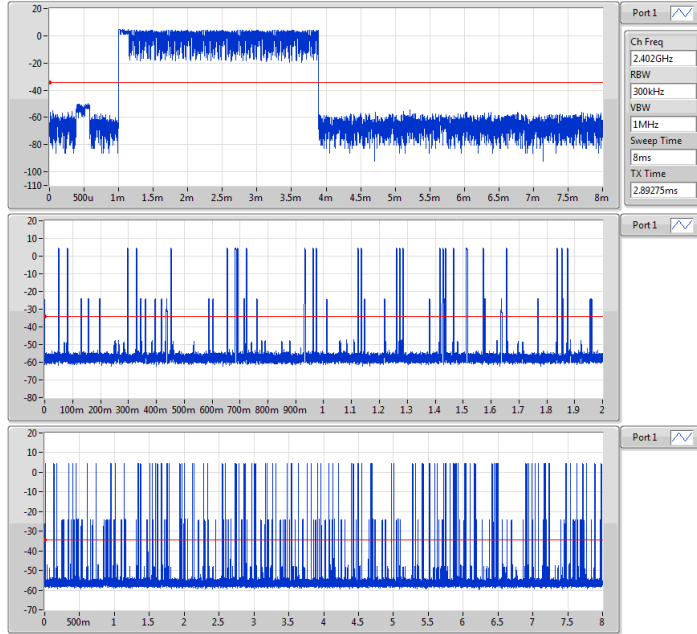 20
0
-20
-40
-60
-80
-100
-110
0 500u 1m 1.5m 2m 2.5m 3m 3.5m 4m 4.5m 5m 5.5m 6m 6.5m 7m 7.5m 8m
Port 1
Ch Freq
2.402GHz
RBW
300kHz
VBW
1MHz
Sweep Time
8ms
TX Time
2.89275ms
20
10
0
-10
-20
-30
-40
-50
-60
-70
-80
0 100m 200m 300m 400m 500m 600m 700m 800m 900m 1 1.1 1.2 1.3 1.4 1.5 1.6 1.7 1.8 1.9 2
Port 1
20
10
0
-10
-20
-30
-40
-50
-60
-70
0 500m 1 1.5 2 2.5 3 3.5 4 4.5 5 5.5 6 6.5 7 7.5 8
Port 1